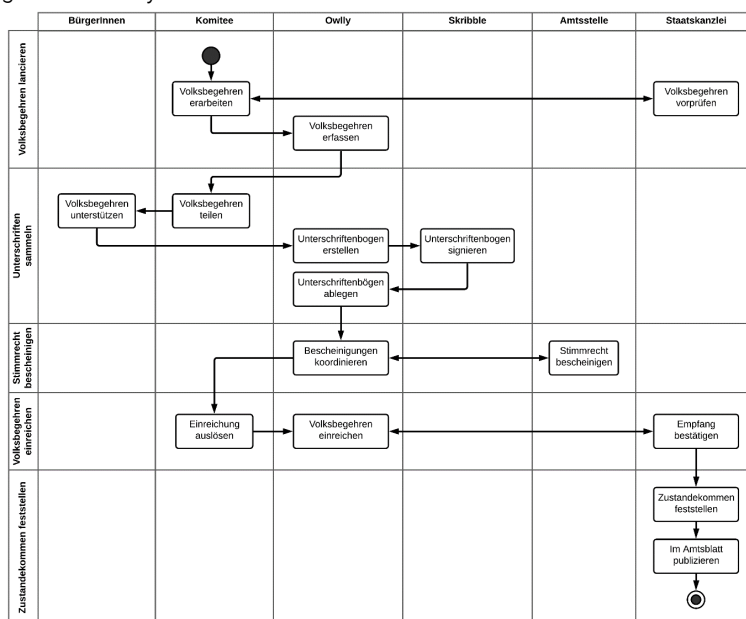 BürgerInnen
Komitee
Owlly
Skribble
Amtsstelle
Staatskanzlei
Volksbegehren lancieren
Volksbegehren
erarbeiten
Volksbegehren
vorprüfen
Volksbegehren
erfassen
Unterschriften
sammeln
Volksbegehren
unterstützen
Volksbegehren
teilen
Unterschriftenbogen
erstellen
Unterschriftenbogen
signieren
Unterschriftenbögen
ablegen
Stimmrecht
bescheinigen
Bescheinigungen
koordinieren
Stimmrecht
bescheinigen
Volksbegehren
einreichen
Einreichung
auslösen
Volksbegehren
einreichen
Empfang
bestätigen
Zustandekommen feststellen
Zustandekommen
feststellen
Im Amtsblatt
publizieren